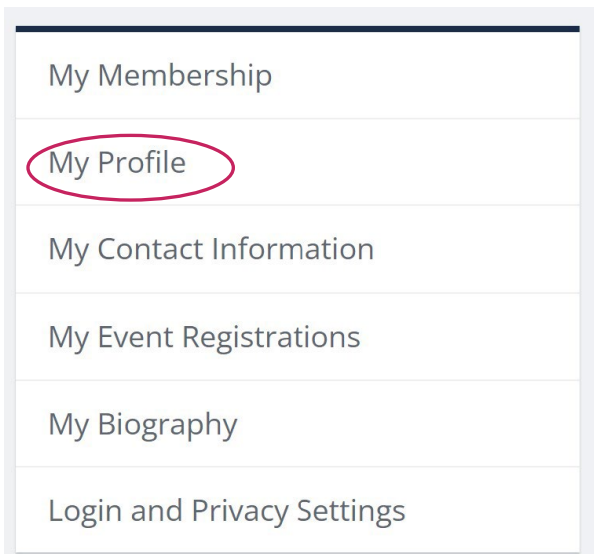 My Membership
My Profile
My Contact Information
My Event Registrations
My Biography
Login and Privacy Settings